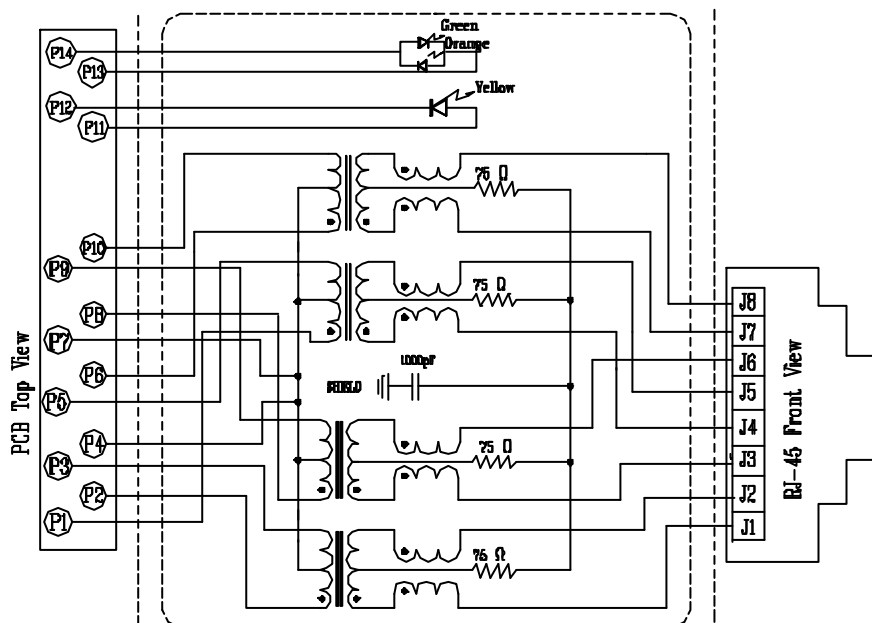 Green
P14
Orange
P13
Yellow
P12
P11
75 Ω
P10
P9
75 Ω
P8
J8
J7
P7
1000pF
J6
SHIELD
P6
J5
P5
J4
P4
75 Ω
J3
P3
J2
P2
J1
P1
75 Ω
PCB Top View
RJ-45 Front View